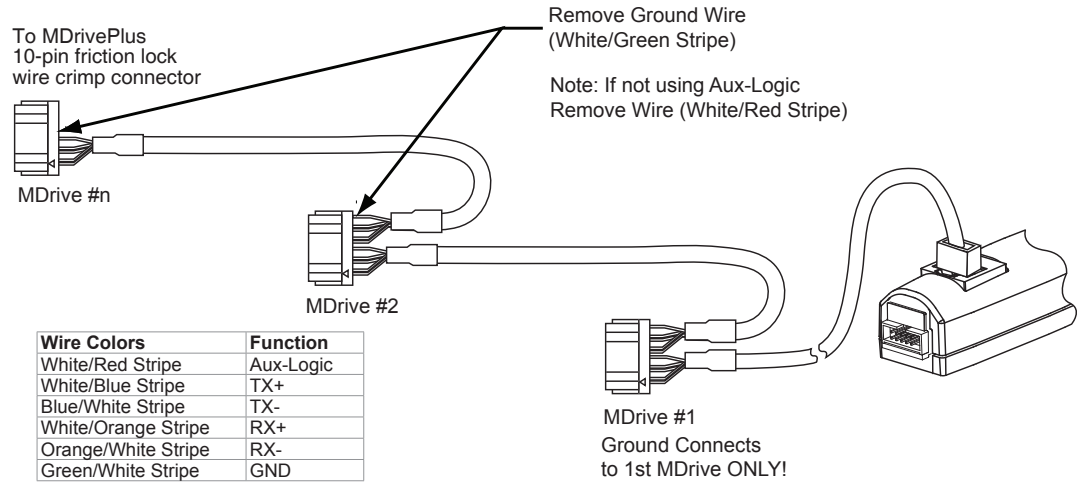 To MDrivePlus
10-pin friction lock
wire crimp connector
Remove Ground Wire
(White/Green Stripe)
Note: If not using Aux-Logic
Remove Wire (White/Red Stripe)
MDrive #n
MDrive #2
MDrive #1
Ground Connects
to 1st MDrive ONLY!
Wire Colors Function
White/Red Stripe Aux-Logic
White/Blue Stripe TX+
Blue/White Stripe TX-
White/Orange Stripe RX+
Orange/White Stripe RX-
Green/White Stripe GND